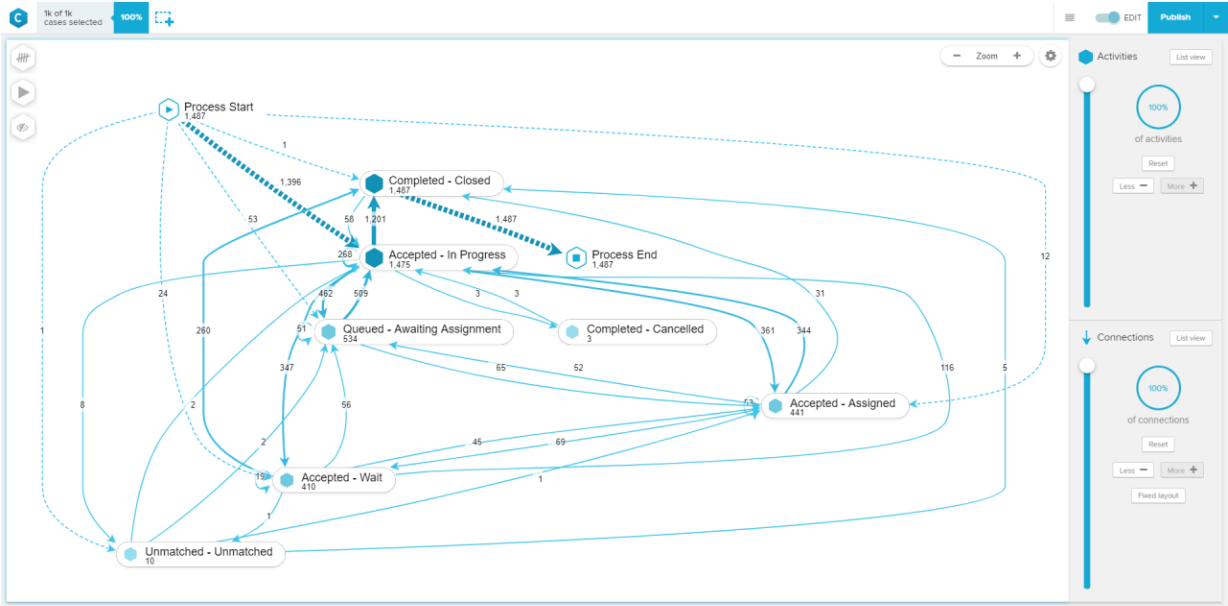 C
1k of 1k
cases selected
100%
EDIT
Publish
Zoom
Process Start
1,487
1
1,396
53
Completed - Closed
1,487
58
1,201
1,487
268
Accepted - In Progress
1,475
Process End
1,487
12
24
462
509
3
3
31
1
260
51
Queued - Awaiting Assignment
534
Completed - Cancelled
3
361
344
347
65
52
116
5
8
2
56
53
Accepted - Assigned
441
2
45
69
19
Accepted - Wait
410
1
1
Unmatched - Unmatched
10
Activities
List view
100%
of activities
Reset
Less
More
Connections
List view
100%
of connections
Reset
Less
More
Fixed layout